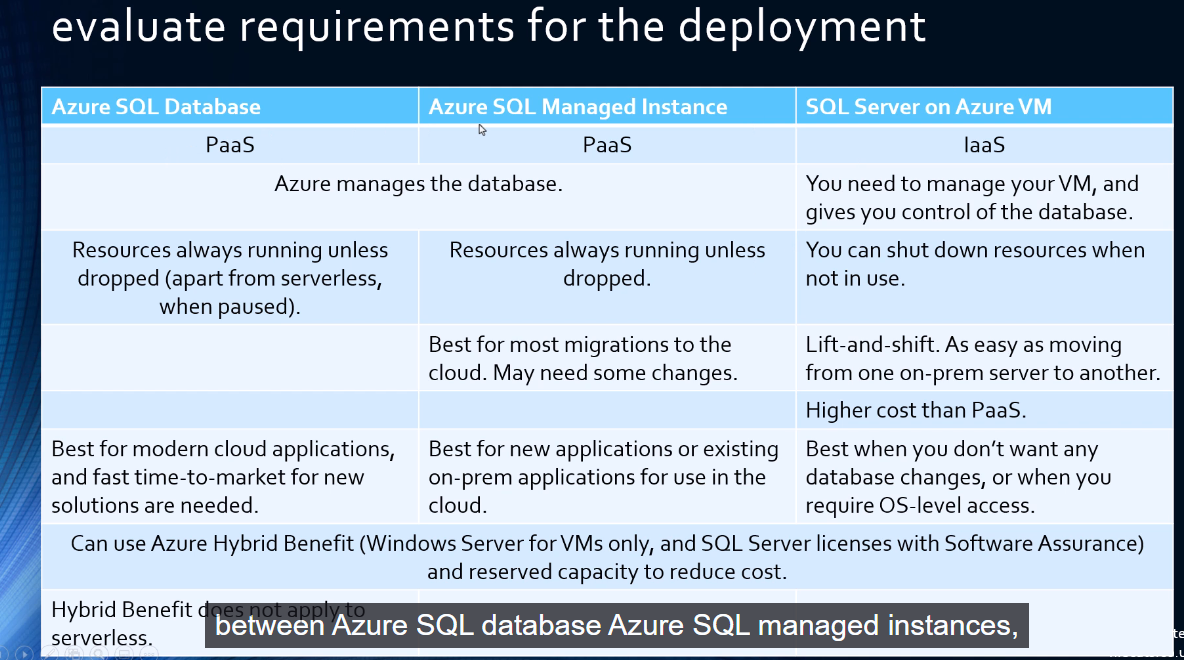 evaluate requirements for the deployment
Azure SQL Database
Azure SQL Managed Instance
SQL Server on Azure VM
PaaS
PaaS
IaaS
Azure manages the database.
You need to manage your VM, and
gives you control of the database.
Resources always running unless
dropped (apart from serverless,
when paused).
Resources always running unless
dropped.
You can shut down resources when
not in use.
Best for most migrations to the
cloud. May need some changes.
Lift-and-shift. As easy as moving
from one on-prem server to another.
Higher cost than PaaS.
Best for modern cloud applications,
and fast time-to-market for new
solutions are needed.
Best for new applications or existing
on-prem applications for use in the
cloud.
Best when you don’t want any
database changes, or when you
require OS-level access.
Can use Azure Hybrid Benefit (Windows Server for VMs only, and SQL Server licenses with Software Assurance)
and reserved capacity to reduce cost.
Hybrid Benefit does not apply to
serverless.
between Azure SQL database Azure SQL managed instances,